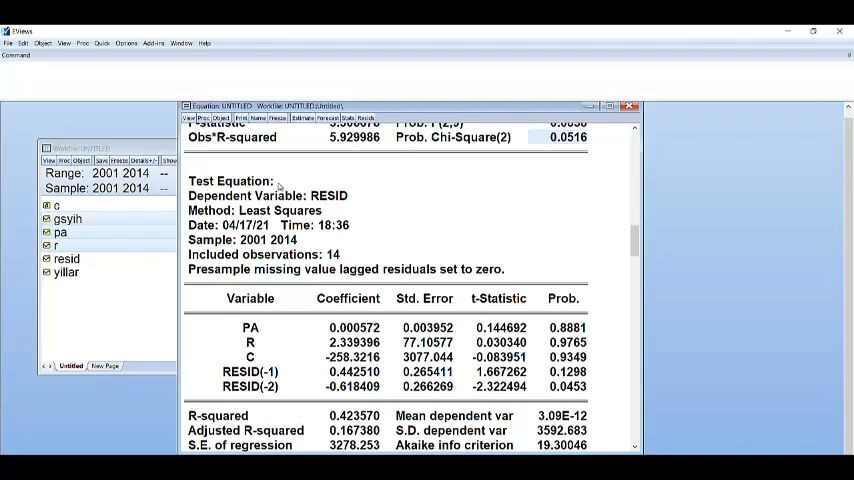 EViews
File Edit Object View Proc Quick Options Add-ins Window Help
Command
Equation: UNTITLED Workfile: UNTITLED::Untitled\
View Proc Object Print Name Freeze Estimate Forecast Stats Resids
Obs*R-squared 5.929986 Prob. Chi-Square(2) 0.0516
Test Equation:
Dependent Variable: RESID
Method: Least Squares
Date: 04/17/21 Time: 18:36
Sample: 2001 2014
Included observations: 14
Presample missing value lagged residuals set to zero.
Variable Coefficient Std. Error t-Statistic Prob.
PA 0.000572 0.003952 0.144692 0.8881
R 2.339396 77.10577 0.030340 0.9765
C -258.3216 3077.044 -0.083951 0.9349
RESID(-1) 0.442510 0.265411 1.667262 0.1298
RESID(-2) -0.618409 0.266269 -2.322494 0.0453
R-squared 0.423570 Mean dependent var 3.09E-12
Adjusted R-squared 0.167380 S.D. dependent var 3592.683
S.E. of regression 3278.253 Akaike info criterion 19.30046
Workfile: UNTITLED
View Proc Object Save Freeze Details+/- Show
Range: 2001 2014 --
Sample: 2001 2014 --
c
gsyih
pa
r
resid
yillar
Untitled New Page